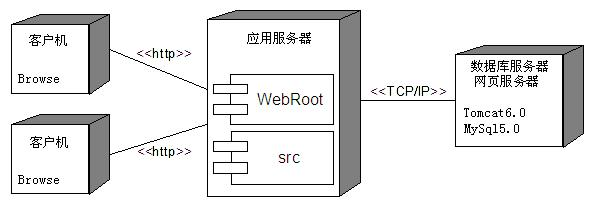 客户机
Browse
<<http>>
客户机
Browse
<<http>>
应用服务器
WebRoot
src
<<TCP/IP>>
数据库服务器
网页服务器
Tomcat6.0
MySql5.0